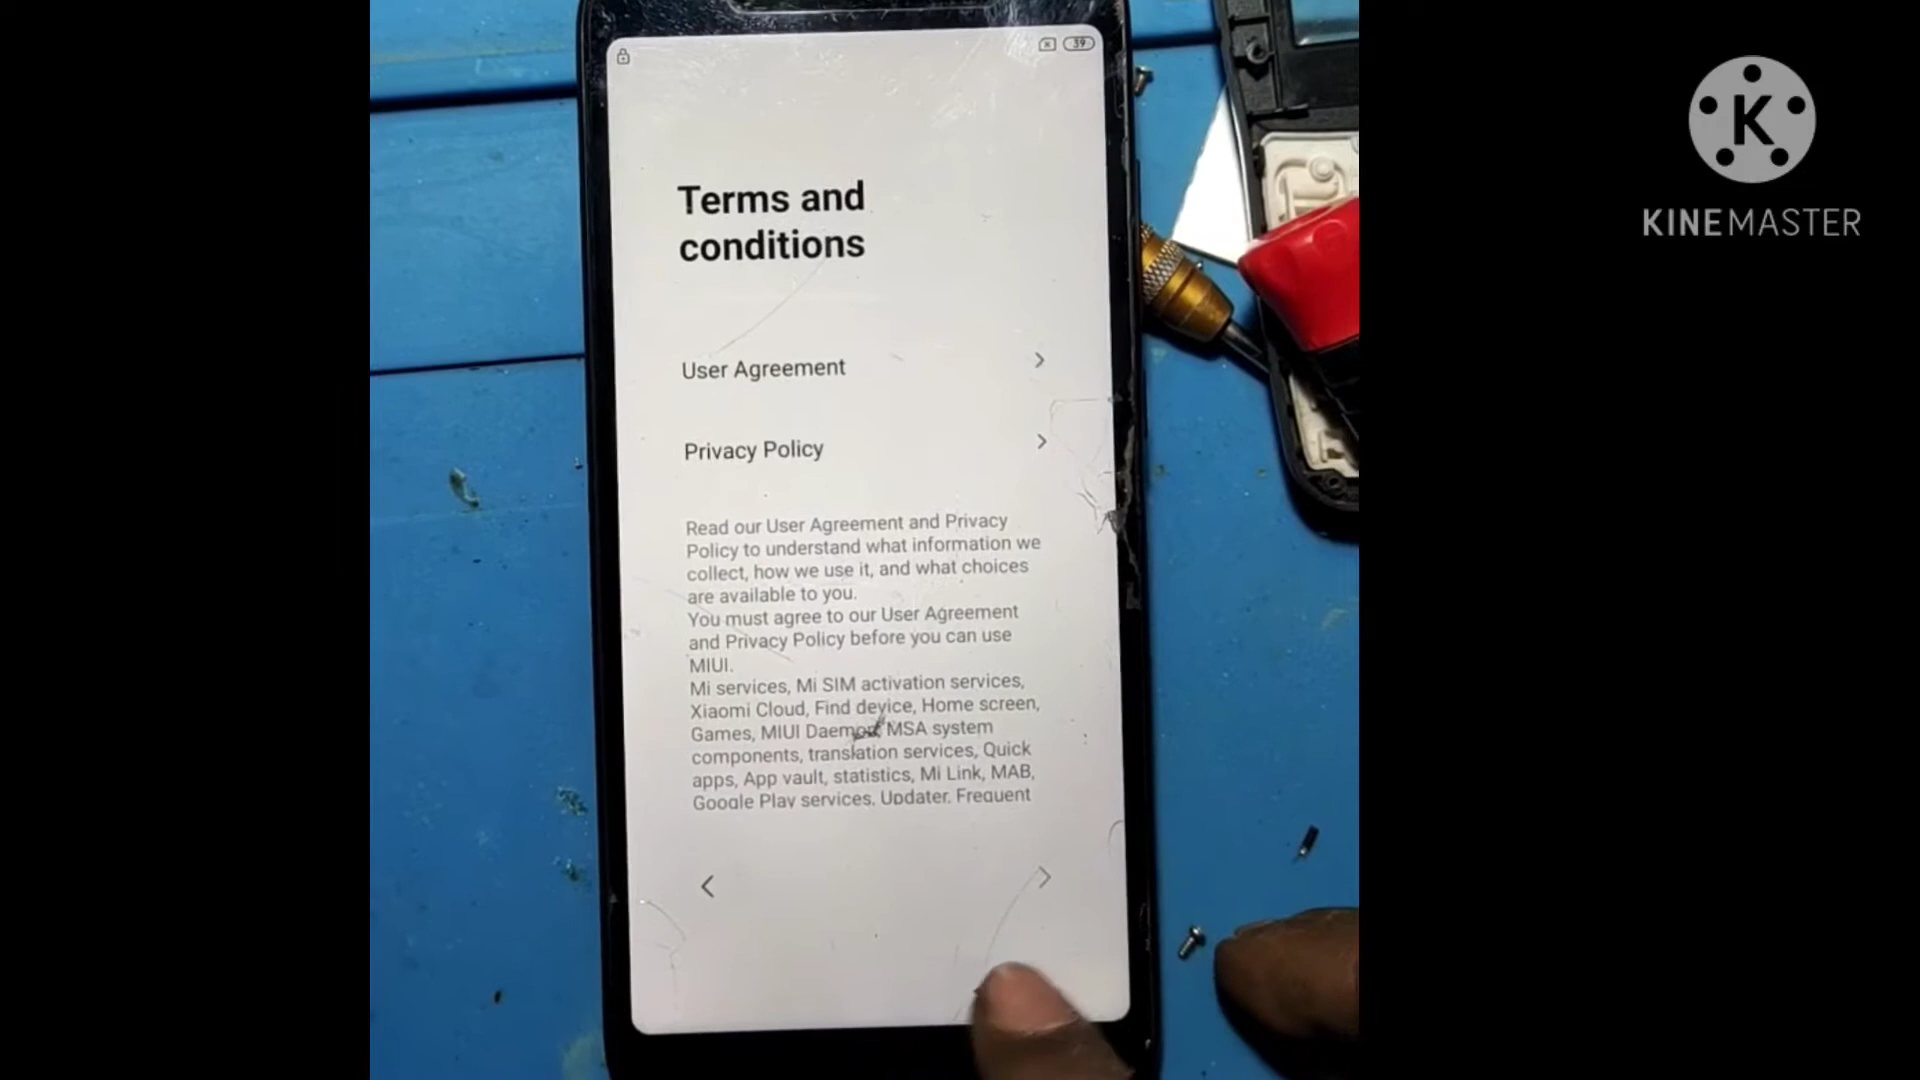 39
K
KINEMASTER
Terms and
conditions
User Agreement
Privacy Policy
Read our User Agreement and Privacy
Policy to understand what information we
collect, how we use it, and what choices
are available to you.
You must agree to our User Agreement
and Privacy Policy before you can use
MIUI.
Mi services, Mi SIM activation services,
Xiaomi Cloud, Find device, Home screen,
Games, MIUI Daemon, MSA system
components, translation services, Quick
apps, App vault, statistics, Mi Link, MAB,
Google Play services, Updater, Frequent